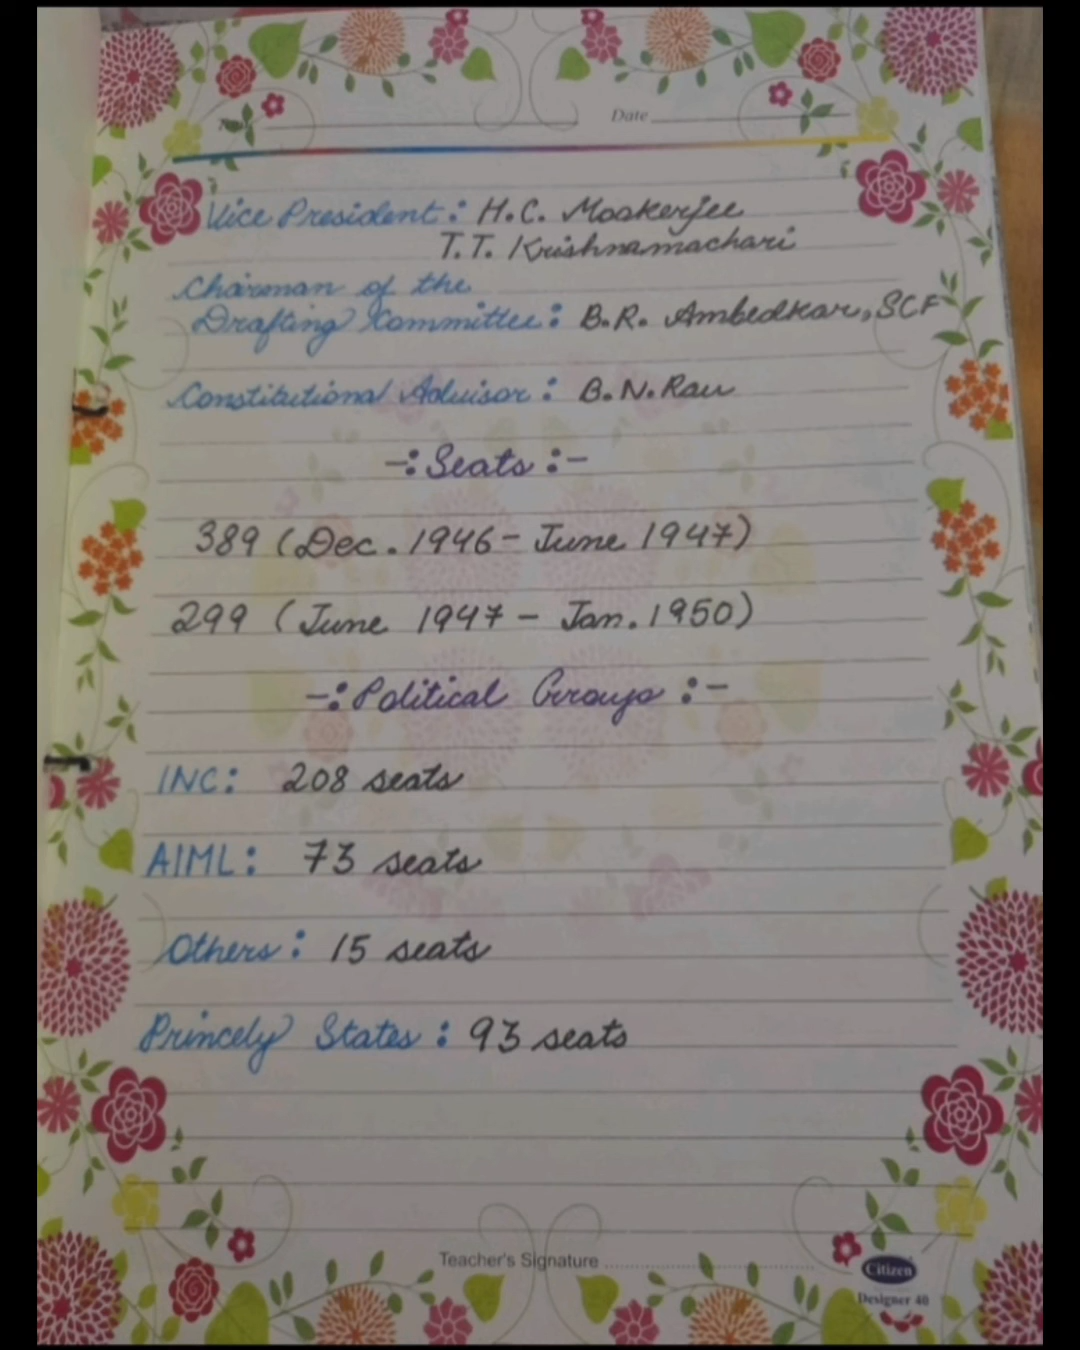 Date
Vice President: H.C. Mookerjee
T.T. Krishnamachari
Chairman of the
Drafting Committee: B.R. Ambedkar, SCF
Constitutional Advisor: B.N.Rau
-:Seats:-
389 (Dec. 1946- June 1947)
299 (June 1947 - Jan. 1950)
-:Political Groups:-
INC: 208 seats
AIML: 73 seats
Others: 15 seats
Princely States: 93 seats
Teacher's Signature
Citizen
Designer 40